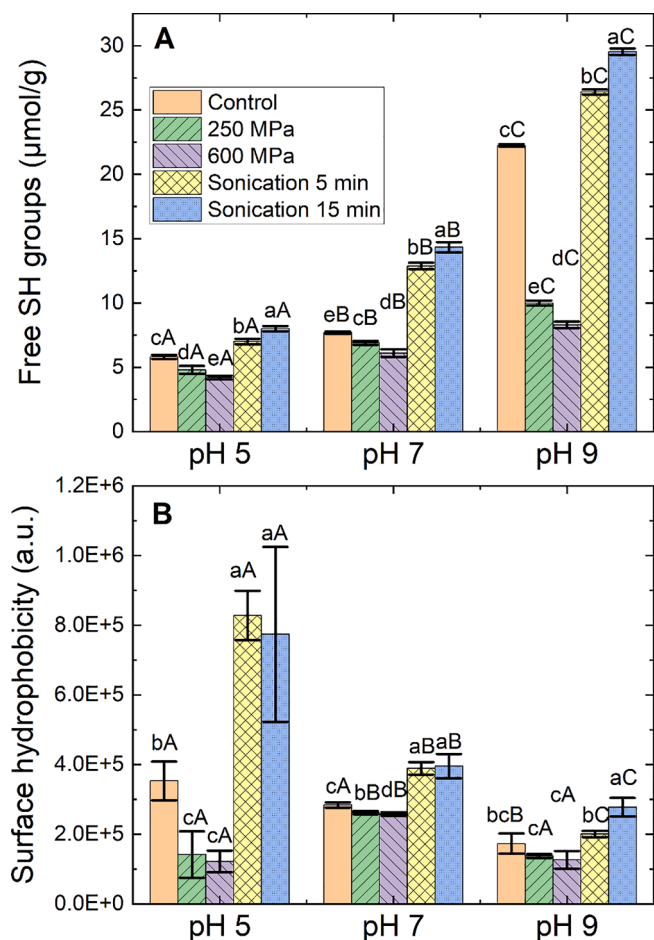 A
Free SH groups (μmol/g)
30
25
20
15
10
5
0
Control
250 MPa
600 MPa
Sonication 5 min
Sonication 15 min
cA
dA
eA
bA
aA
eB
cB
dB
bB
aB
cC
eC
dC
bC
aC
pH 5
pH 7
pH 9
B
Surface hydrophobicity (a.u.)
1.2E+6
1.0E+6
8.0E+5
6.0E+5
4.0E+5
2.0E+5
0.0E+0
bA
cA
cA
aA
aA
cA
bB
dB
aB
aB
bcB
cA
cA
bC
aC
pH 5
pH 7
pH 9